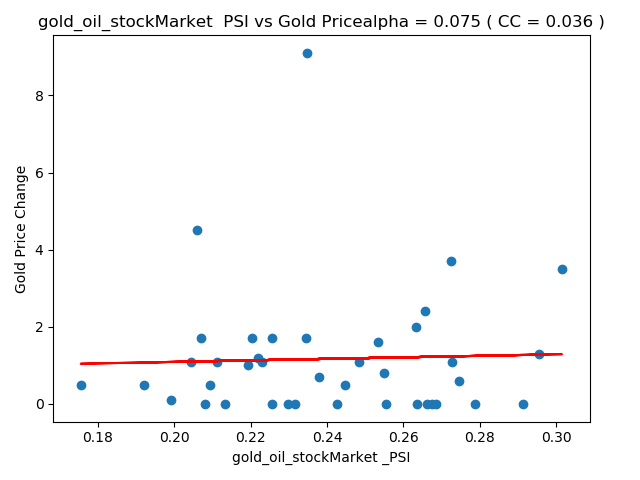 gold_oil_stockMarket  PSI vs Gold Pricealpha = 0.075 ( CC = 0.036 )
8
6
4
2
0
Gold Price Change
0.18 0.20 0.22 0.24 0.26 0.28 0.30
gold_oil_stockMarket _PSI